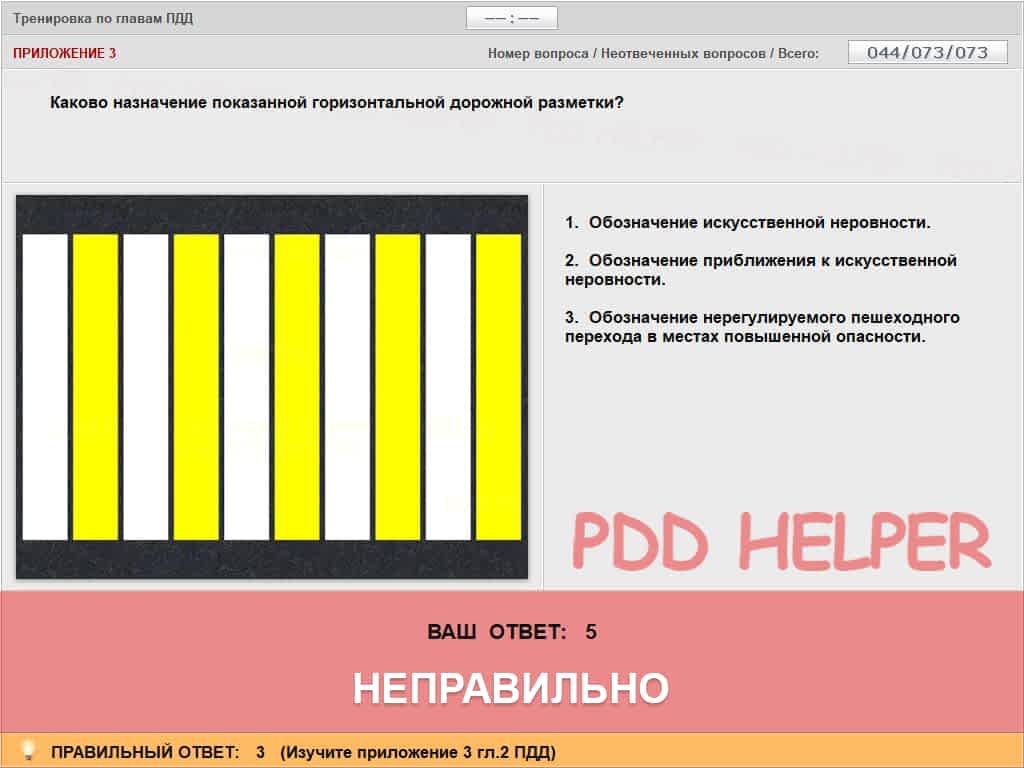 Тренировка по главам ПДД
–– : ––
ПРИЛОЖЕНИЕ 3
Номер вопроса / Неотвеченных вопросов / Всего:
044/073/073
Каково назначение показанной горизонтальной дорожной разметки?
1. Обозначение искусственной неровности.
2. Обозначение приближения к искусственной
неровности.
3. Обозначение нерегулируемого пешеходного
перехода в местах повышенной опасности.
PDD HELPER
ВАШ ОТВЕТ: 5
НЕПРАВИЛЬНО
ПРАВИЛЬНЫЙ ОТВЕТ: 3 (Изучите приложение 3 гл.2 ПДД)